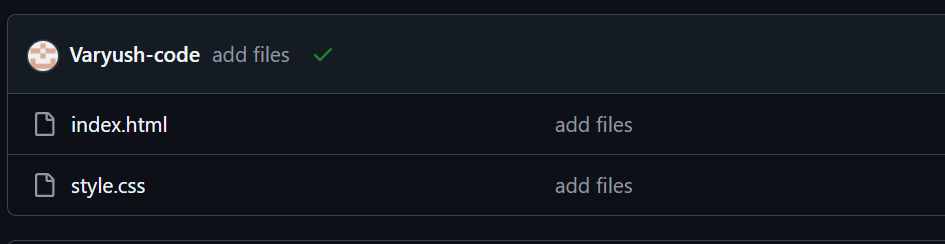 Varyush-code add files
index.html add files
style.css add files